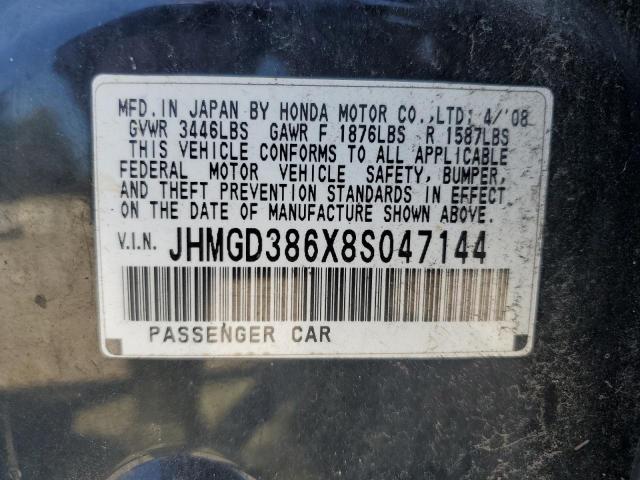 MFD.IN JAPAN BY HONDA MOTOR CO.,LTD; 4/'08
GVWR 3446LBS GAWR F 1876LBS R 1587LBS
THIS VEHICLE CONFORMS TO ALL APPLICABLE
FEDERAL MOTOR VEHICLE SAFETY, BUMPER,
AND THEFT PREVENTION STANDARDS IN EFFECT
ON THE DATE OF MANUFACTURE SHOWN ABOVE.
V.I.N. JHMGD386X8S047144
PASSENGER CAR